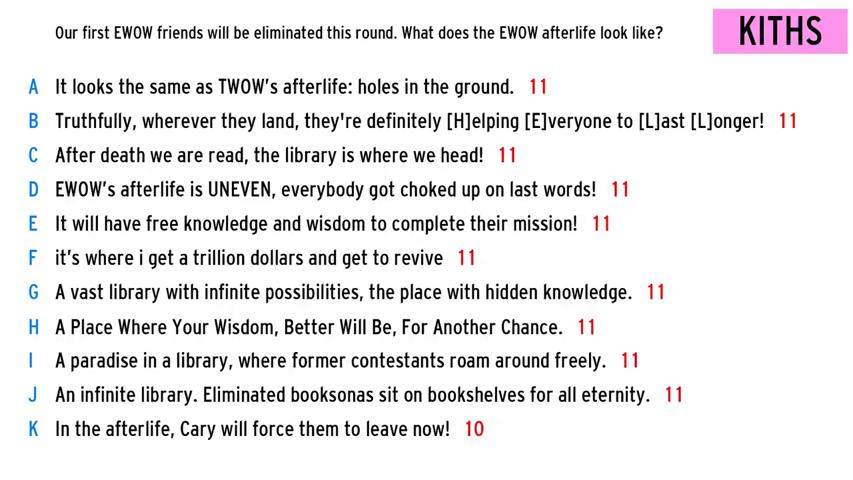 Our first EWOW friends will be eliminated this round. What does the EWOW afterlife look like?
KITHS
A It looks the same as TWOW's afterlife: holes in the ground. 11
B Truthfully, wherever they land, they're definitely [H]elping [E]veryone to [L]ast [L]onger! 11
C After death we are read, the library is where we head! 11
D EWOW's afterlife is UNEVEN, everybody got choked up on last words! 11
E It will have free knowledge and wisdom to complete their mission! 11
F it's where i get a trillion dollars and get to revive 11
G A vast library with infinite possibilities, the place with hidden knowledge. 11
H A Place Where Your Wisdom, Better Will Be, For Another Chance. 11
I A paradise in a library, where former contestants roam around freely. 11
J An infinite library. Eliminated booksonas sit on bookshelves for all eternity. 11
K In the afterlife, Cary will force them to leave now! 10